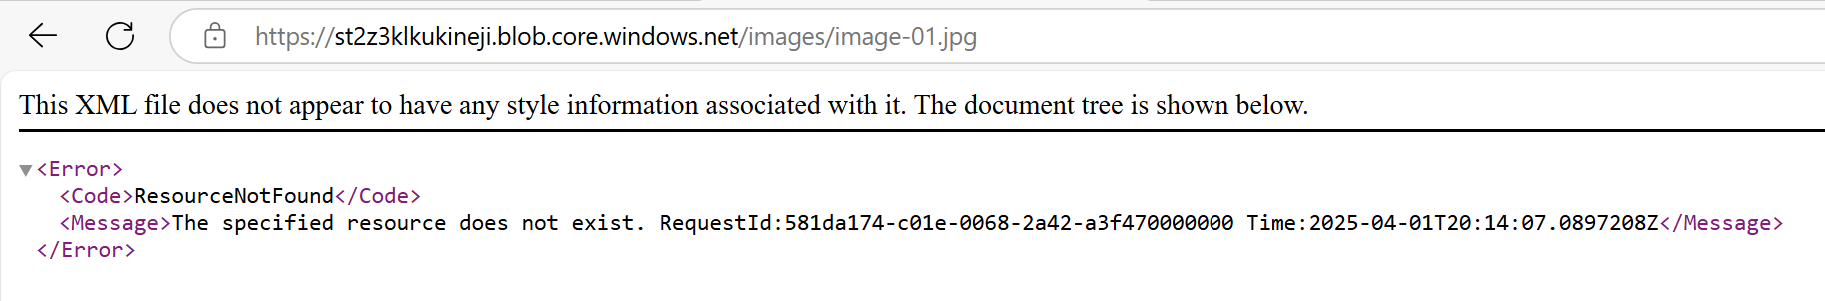 https://st2z3klkukineji.blob.core.windows.net/images/image-01.jpg
This XML file does not appear to have any style information associated with it. The document tree is shown below.
<Error>
<Code>ResourceNotFound</Code>
<Message>The specified resource does not exist. RequestId:581da174-c01e-0068-2a42-a3f470000000 Time:2025-04-01T20:14:07.0897208Z</Message>
</Error>